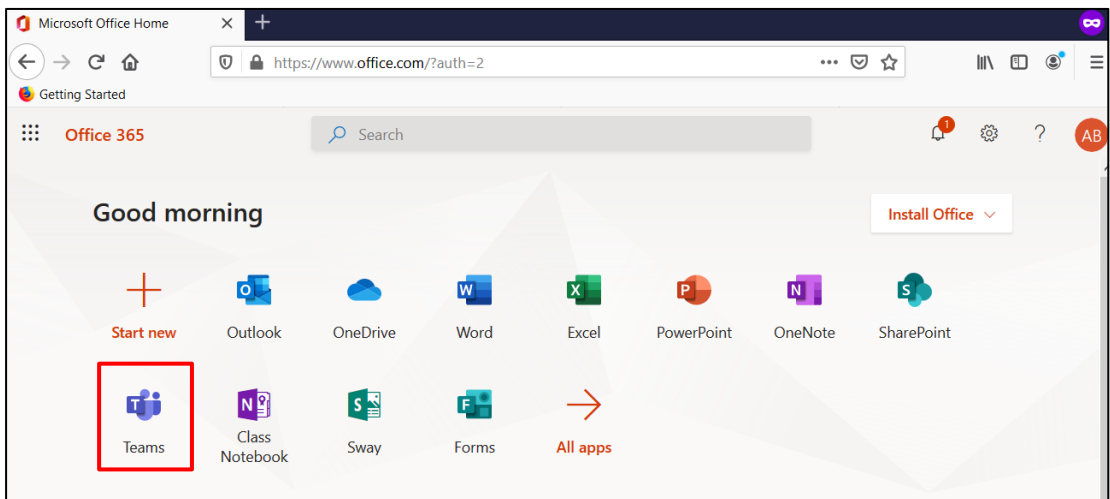 Microsoft Office Home
https://www.office.com/?auth=2
Getting Started
Office 365
Search
1
AB
Good morning
Install Office
Start new
Outlook
OneDrive
Word
Excel
PowerPoint
OneNote
SharePoint
Teams
Class
Notebook
Sway
Forms
All apps